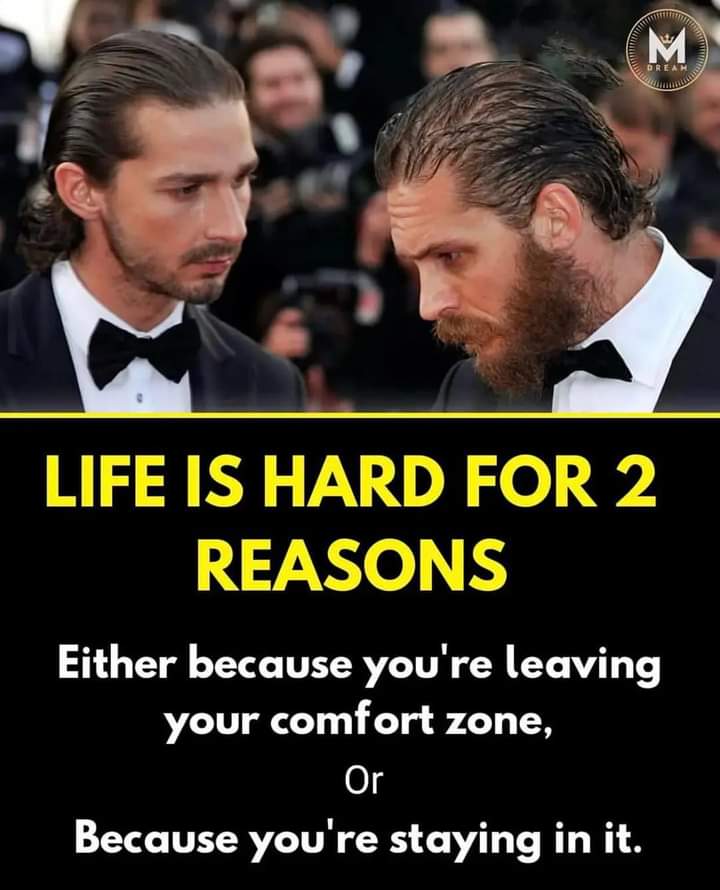 M
DREAM
LIFE IS HARD FOR 2
REASONS
Either because you're leaving
your comfort zone,
Or
Because you're staying in it.